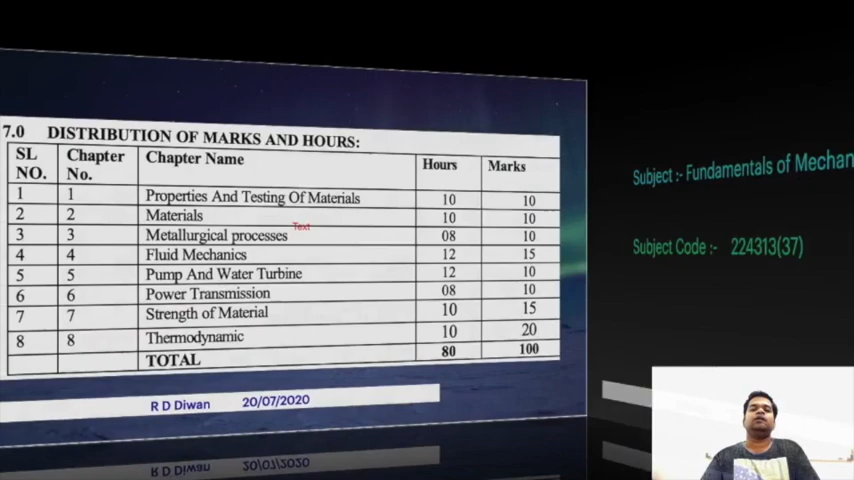 7.0 DISTRIBUTION OF MARKS AND HOURS:
SL NO. Chapter No. Chapter Name Hours Marks
1 1 Properties And Testing Of Materials 10 10
2 2 Materials 10 10
Text
3 3 Metallurgical processes 08 10
4 4 Fluid Mechanics 12 15
5 5 Pump And Water Turbine 12 10
6 6 Power Transmission 08 10
7 7 Strength of Material 10 15
8 8 Thermodynamic 10 20
TOTAL 80 100
R D Diwan 20/07/2020
Subject :- Fundamentals of Mechan
Subject Code :- 224313(37)